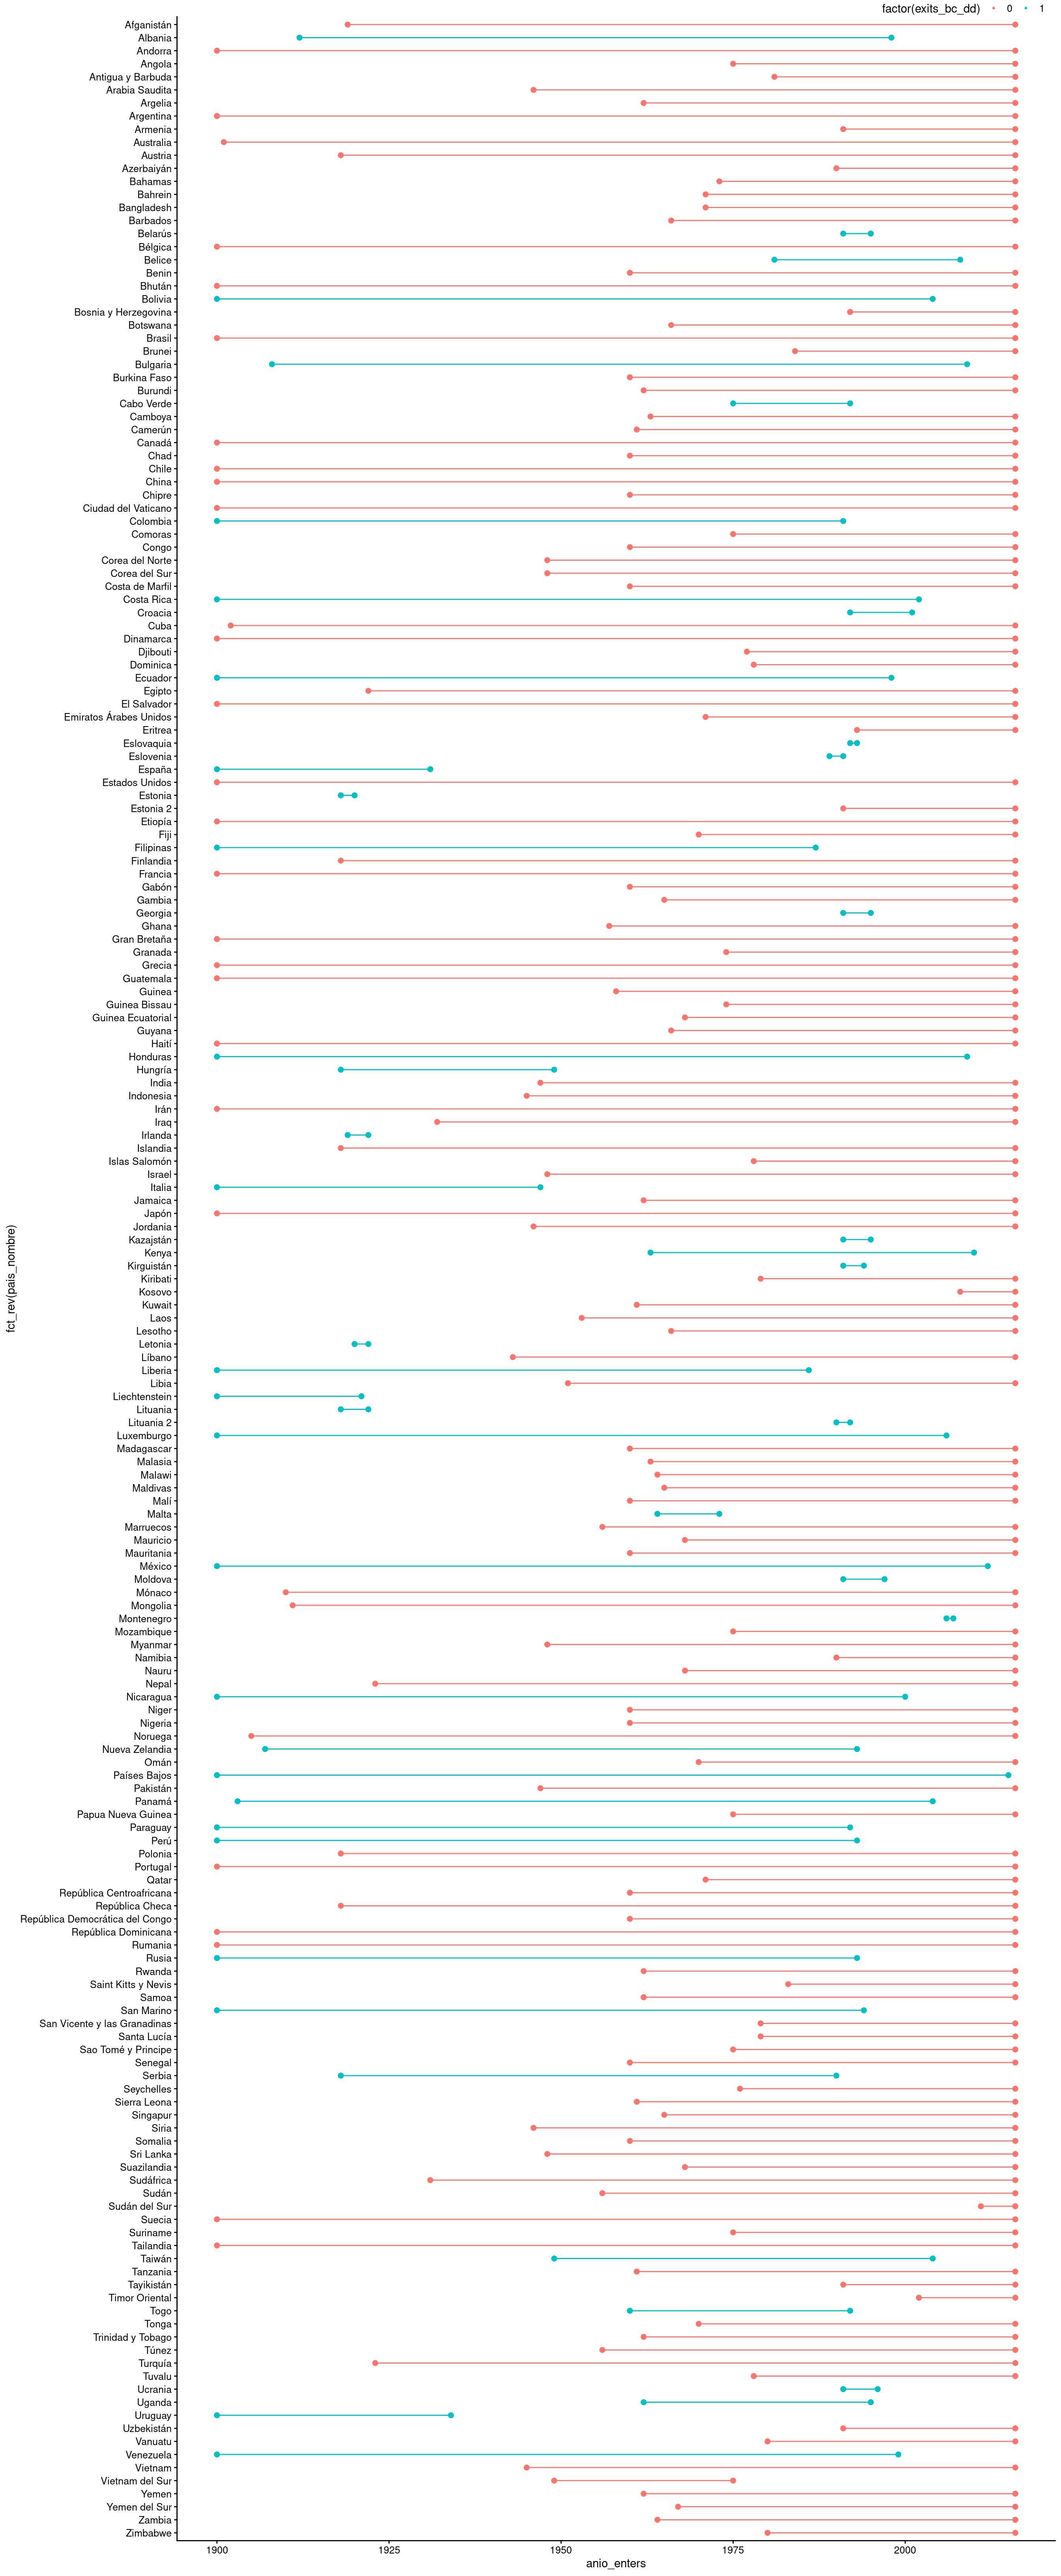 factor(exits_bc_dd) 0 1
Afganistán
Albania
Andorra
Angola
Antigua y Barbuda
Arabia Saudita
Argelia
Argentina
Armenia
Australia
Austria
Azerbaiyán
Bahamas
Bahrein
Bangladesh
Barbados
Belarús
Bélgica
Belice
Benin
Bhután
Bolivia
Bosnia y Herzegovina
Botswana
Brasil
Brunei
Bulgaria
Burkina Faso
Burundi
Cabo Verde
Camboya
Camerún
Canadá
Chad
Chile
China
Chipre
Ciudad del Vaticano
Colombia
Comoras
Congo
Corea del Norte
Corea del Sur
Costa de Marfil
Costa Rica
Croacia
Cuba
Dinamarca
Djibouti
Dominica
Ecuador
Egipto
El Salvador
Emiratos Árabes Unidos
Eritrea
Eslovaquia
Eslovenia
España
Estados Unidos
Estonia
Estonia 2
Etiopía
Fiji
Filipinas
Finlandia
Francia
Gabón
Gambia
Georgia
Ghana
Gran Bretaña
Granada
Grecia
Guatemala
Guinea
Guinea Bissau
Guinea Ecuatorial
Guyana
Haití
Honduras
Hungría
India
Indonesia
Irán
Iraq
Irlanda
Islandia
Islas Salomón
Israel
Italia
Jamaica
Japón
Jordania
Kazajstán
Kenya
Kirguistán
Kiribati
Kosovo
Kuwait
Laos
Lesotho
Letonia
Líbano
Liberia
Libia
Liechtenstein
Lituania
Lituania 2
Luxemburgo
Madagascar
Malasia
Malawi
Maldivas
Malí
Malta
Marruecos
Mauricio
Mauritania
México
Moldova
Mónaco
Mongolia
Montenegro
Mozambique
Myanmar
Namibia
Nauru
Nepal
Nicaragua
Niger
Nigeria
Noruega
Nueva Zelandia
Omán
Países Bajos
Pakistán
Panamá
Papua Nueva Guinea
Paraguay
Perú
Polonia
Portugal
Qatar
República Centroafricana
República Checa
República Democrática del Congo
República Dominicana
Rumania
Rusia
Rwanda
Saint Kitts y Nevis
Samoa
San Marino
San Vicente y las Granadinas
Santa Lucía
Sao Tomé y Principe
Senegal
Serbia
Seychelles
Sierra Leona
Singapur
Siria
Somalia
Sri Lanka
Suazilandia
Sudáfrica
Sudán
Sudán del Sur
Suecia
Suriname
Tailandia
Taiwán
Tanzania
Tayikistán
Timor Oriental
Togo
Tonga
Trinidad y Tobago
Túnez
Turquía
Tuvalu
Ucrania
Uganda
Uruguay
Uzbekistán
Vanuatu
Venezuela
Vietnam
Vietnam del Sur
Yemen
Yemen del Sur
Zambia
Zimbabwe
fct_rev(pais_nombre)
1900 1925 1950 1975 2000
anio_enters